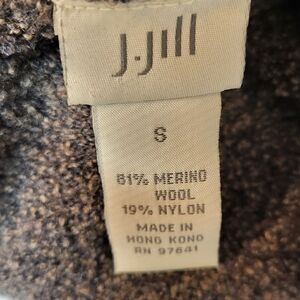 J.Jill
S
81% MERINO
WOOL
19% NYLON
MADE IN
HONG KONG
RN 97641